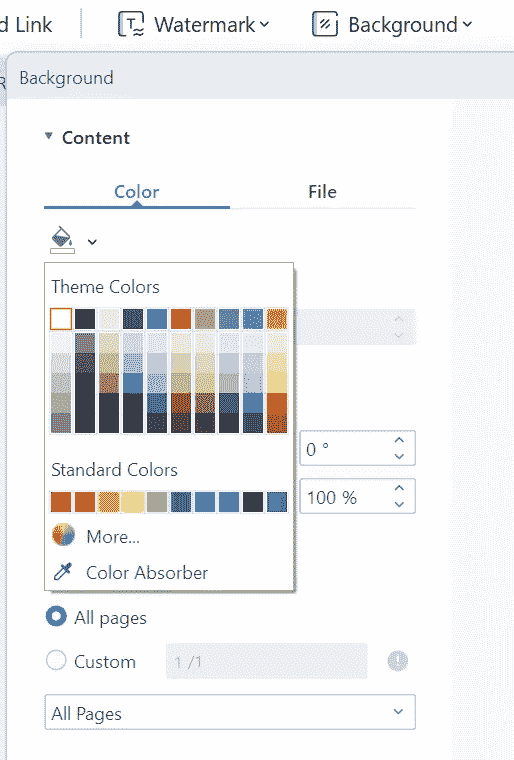 d Link
Watermark
Background
Background
Content
Color
File
Theme Colors
0 °
Standard Colors
100 %
More...
Color Absorber
All pages
Custom
1 /1
All Pages